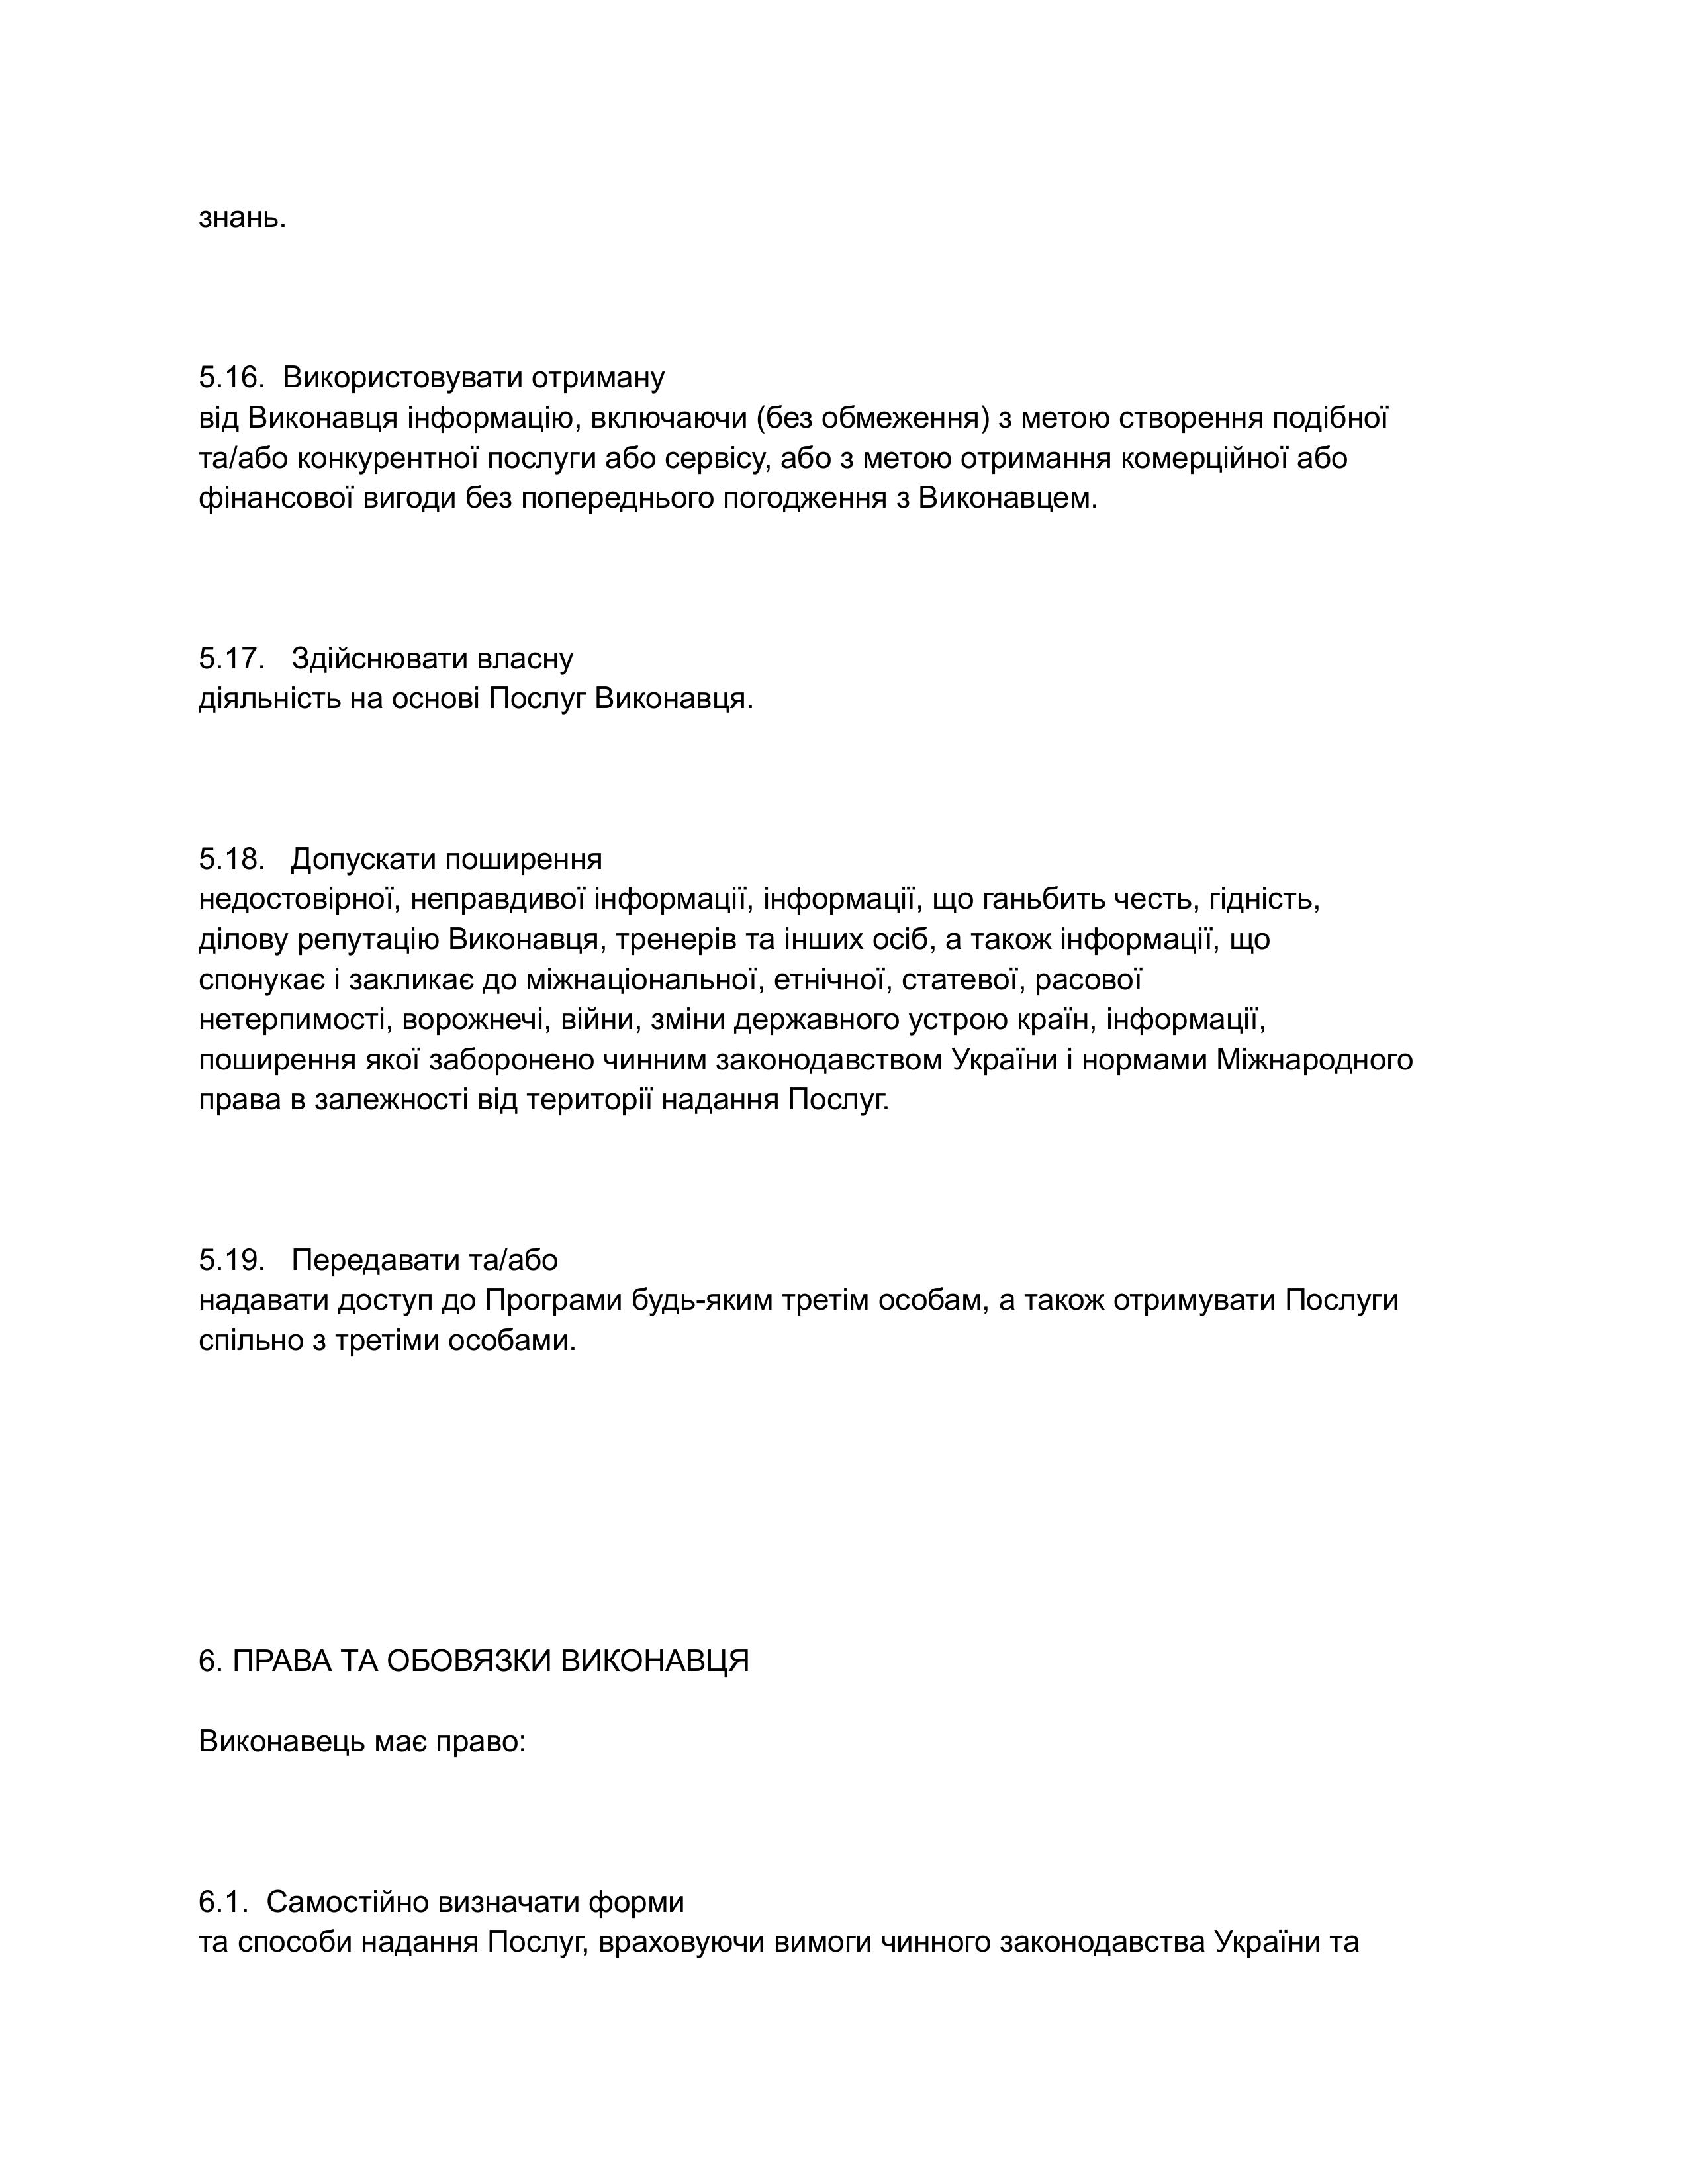 знань.
5.16.  Використовувати отриману
від Виконавця інформацію, включаючи (без обмеження) з метою створення подібної
та/або конкурентної послуги або сервісу, або з метою отримання комерційної або
фінансової вигоди без попереднього погодження з Виконавцем.
5.17.   Здійснювати власну
діяльність на основі Послуг Виконавця.
5.18.   Допускати поширення
недостовірної, неправдивої інформації, інформації, що ганьбить честь, гідність,
ділову репутацію Виконавця, тренерів та інших осіб, а також інформації, що
спонукає і закликає до міжнаціональної, етнічної, статевої, расової
нетерпимості, ворожнечі, війни, зміни державного устрою країн, інформації,
поширення якої заборонено чинним законодавством України і нормами Міжнародного
права в залежності від території надання Послуг.
5.19.   Передавати та/або
надавати доступ до Програми будь-яким третім особам, а також отримувати Послуги
спільно з третіми особами.
6. ПРАВА ТА ОБОВЯЗКИ ВИКОНАВЦЯ
Виконавець має право:
6.1.  Самостійно визначати форми
та способи надання Послуг, враховуючи вимоги чинного законодавства України та